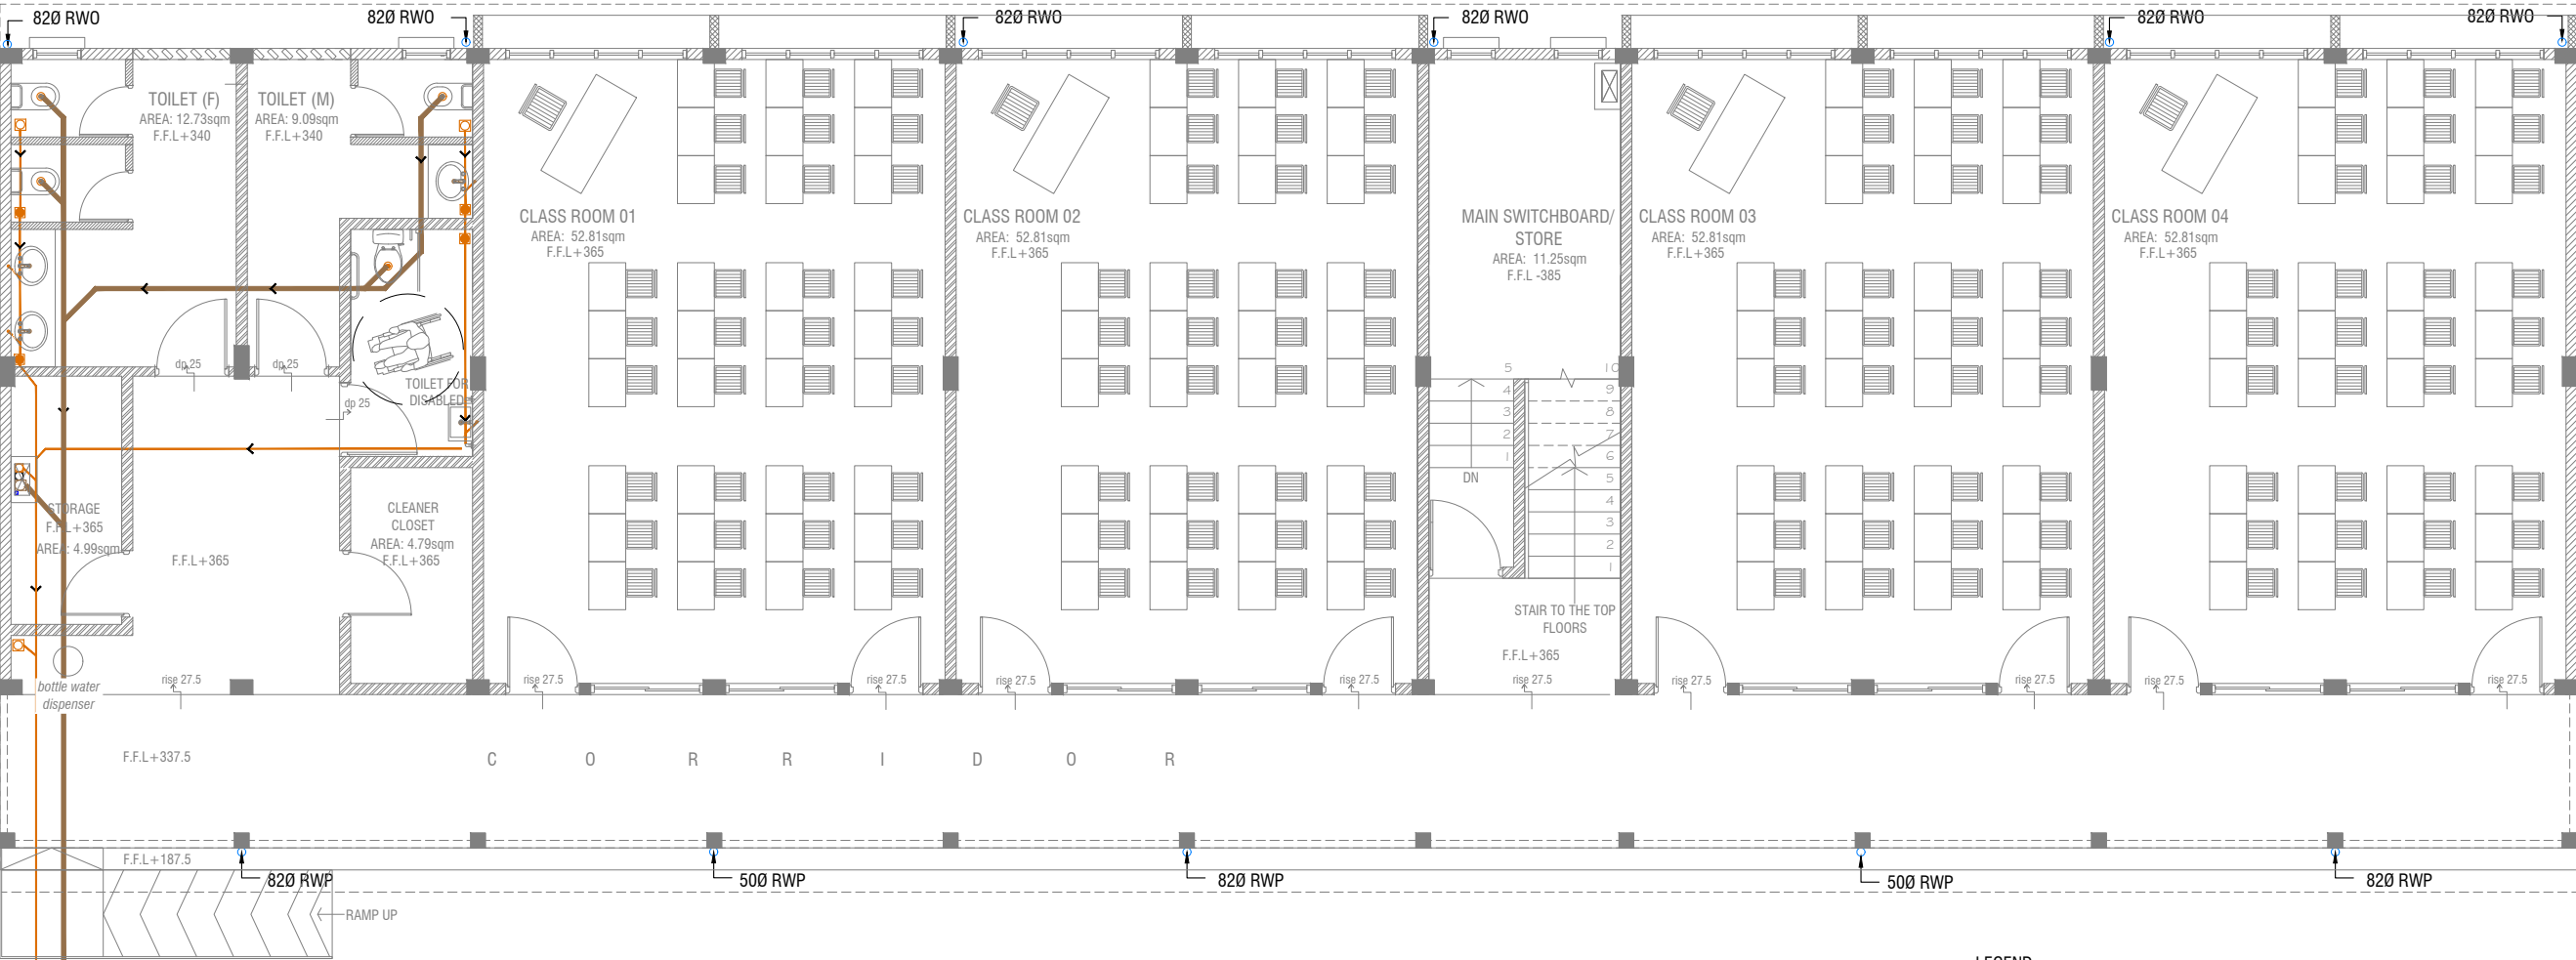 82Ø RWO
82Ø RWO
82Ø RWO
82Ø RWO
82Ø RWO
82Ø RWO
TOILET (F)
AREA: 12.73sqm
F.F.L+340
TOILET (M)
AREA: 9.09sqm
F.F.L+340
CLASS ROOM 01
AREA: 52.81sqm
F.F.L+365
CLASS ROOM 02
AREA: 52.81sqm
F.F.L+365
MAIN SWITCHBOARD/
STORE
AREA: 11.25sqm
F.F.L -385
CLASS ROOM 03
AREA: 52.81sqm
F.F.L+365
CLASS ROOM 04
AREA: 52.81sqm
F.F.L+365
dp 25
dp 25
TOILET FOR
DISABLED
dp 25
5
4
3
2
1
DN
10
9
8
7
6
5
4
3
2
1
STORAGE
F.F.L+365
AREA: 4.99sqm
F.F.L+365
CLEANER
CLOSET
AREA: 4.79sqm
F.F.L+365
STAIR TO THE TOP
FLOORS
F.F.L+365
bottle water
dispenser
rise 27.5
rise 27.5
rise 27.5
rise 27.5
rise 27.5
rise 27.5
rise 27.5
rise 27.5
rise 27.5
rise 27.5
F.F.L+337.5
C O R R I D O R
F.F.L+187.5
82Ø RWP
50Ø RWP
82Ø RWP
50Ø RWP
82Ø RWP
RAMP UP
LEGEND